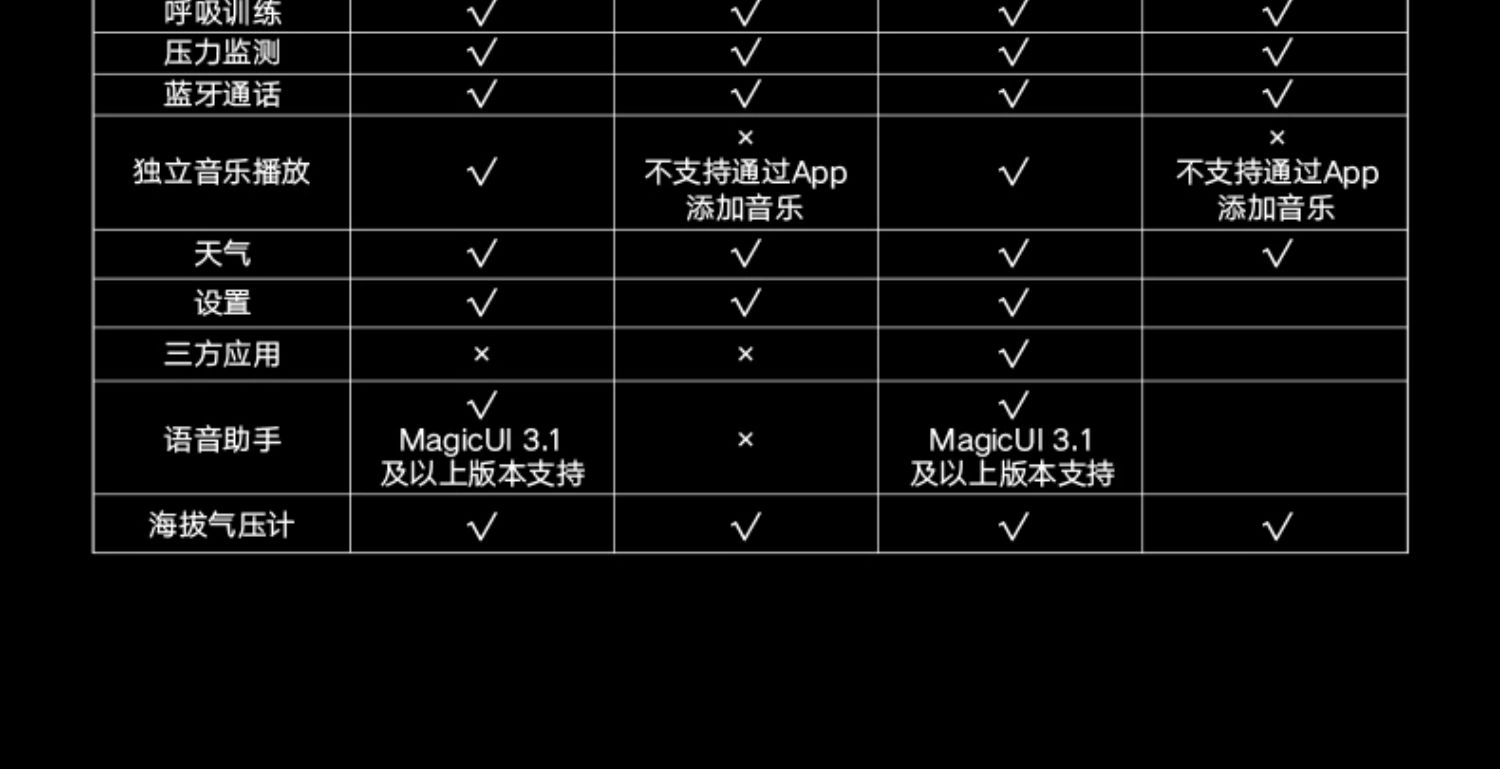 呼吸训练 √ √ √ √
压力监测 √ √ √ √
蓝牙通话 √ √ √ √
独立音乐播放 √ × 不支持通过App √ × 不支持通过App
添加音乐 添加音乐
天气 √ √ √ √
设置 √ √ √
三方应用 × × √
语音助手 √ × √
MagicUI 3.1 MagicUI 3.1
及以上版本支持 及以上版本支持
海拔气压计 √ √ √ √